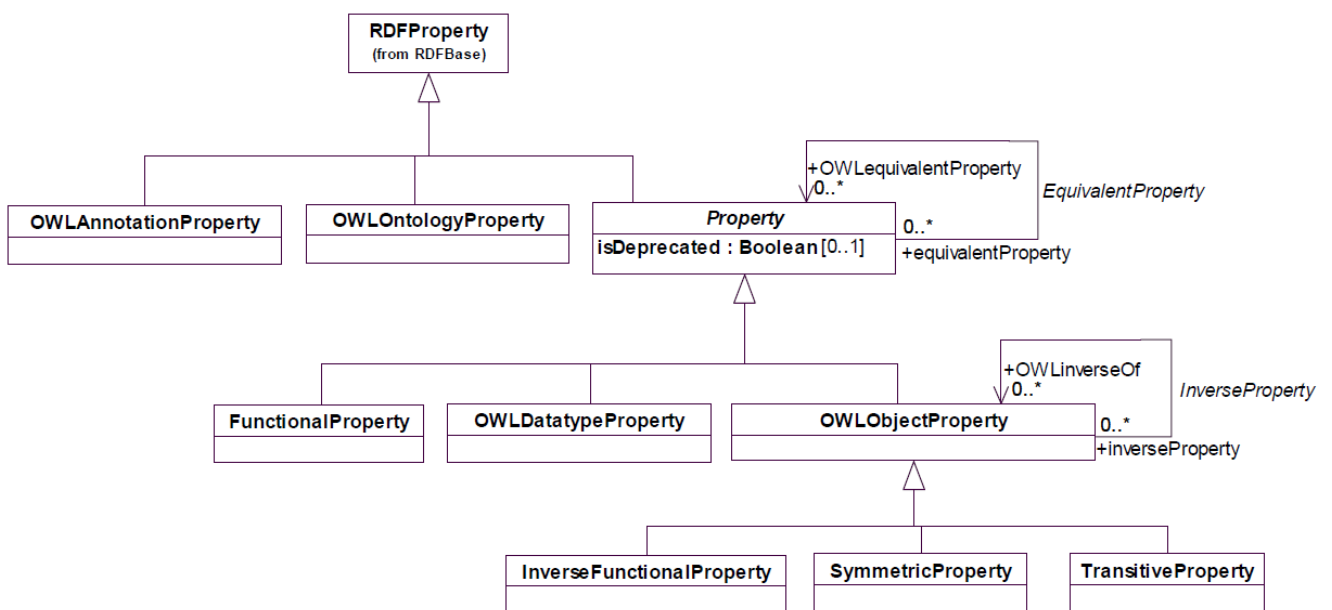 RDFProperty
(from RDFBase)
+OWLequivalentProperty
0..*
EquivalentProperty
OWLAnnotationProperty
OWLOntologyProperty
Property
0..*
isDeprecated : Boolean[0..1]
+equivalentProperty
+OWLinverseOf
0..*
InverseProperty
FunctionalProperty
OWLDatatypeProperty
OWLObjectProperty
0..*
+inverseProperty
InverseFunctionalProperty
SymmetricProperty
TransitiveProperty